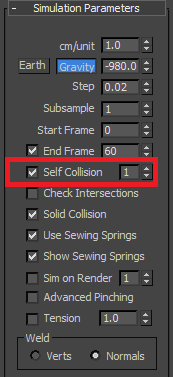 - Simulation Parameters
cm/unit 1.0
Earth Gravity -980.0
Step 0.02
Subsample 1
Start Frame 0
End Frame 60
Self Collision 1
Check Intersections
Solid Collision
Use Sewing Springs
Show Sewing Springs
Sim on Render 1
Advanced Pinching
Tension 1.0
Weld
Verts Normals